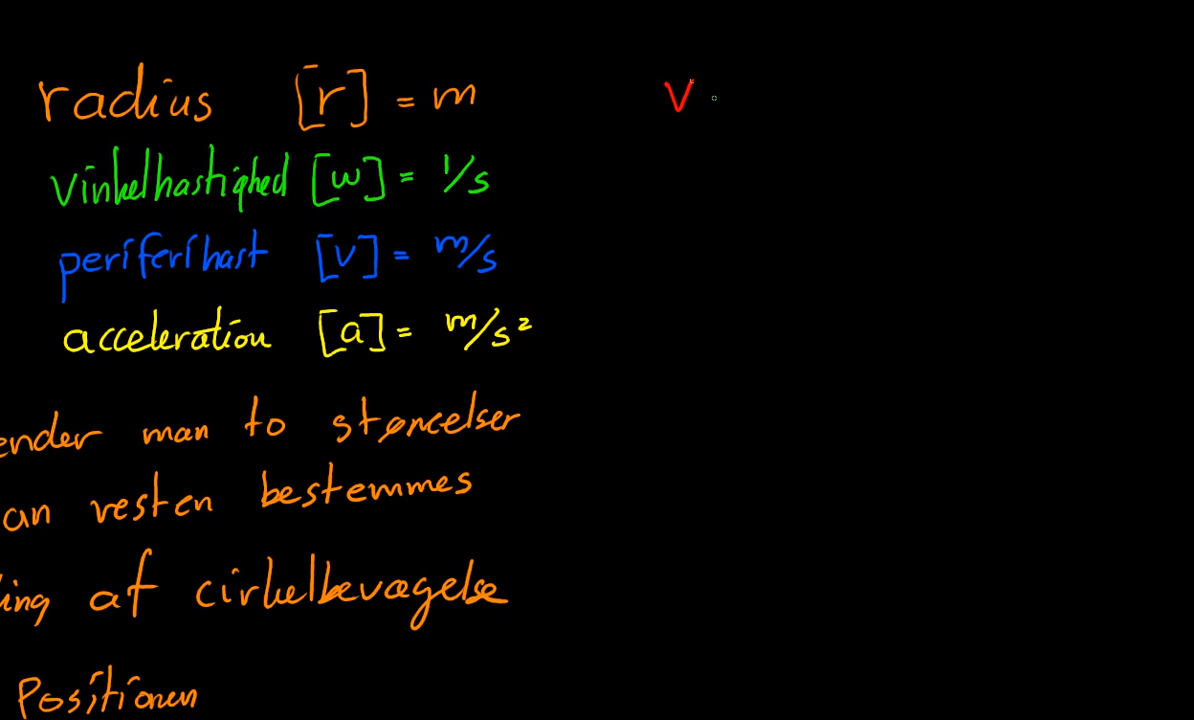 radius [r] = m
V
vinkelhastighed [w] = 1/s
periferihast [v] = m/s
acceleration [a] = m/s²
ender man to størrelser
an resten bestemmes
ing af cirkelbevægelse
Positionen